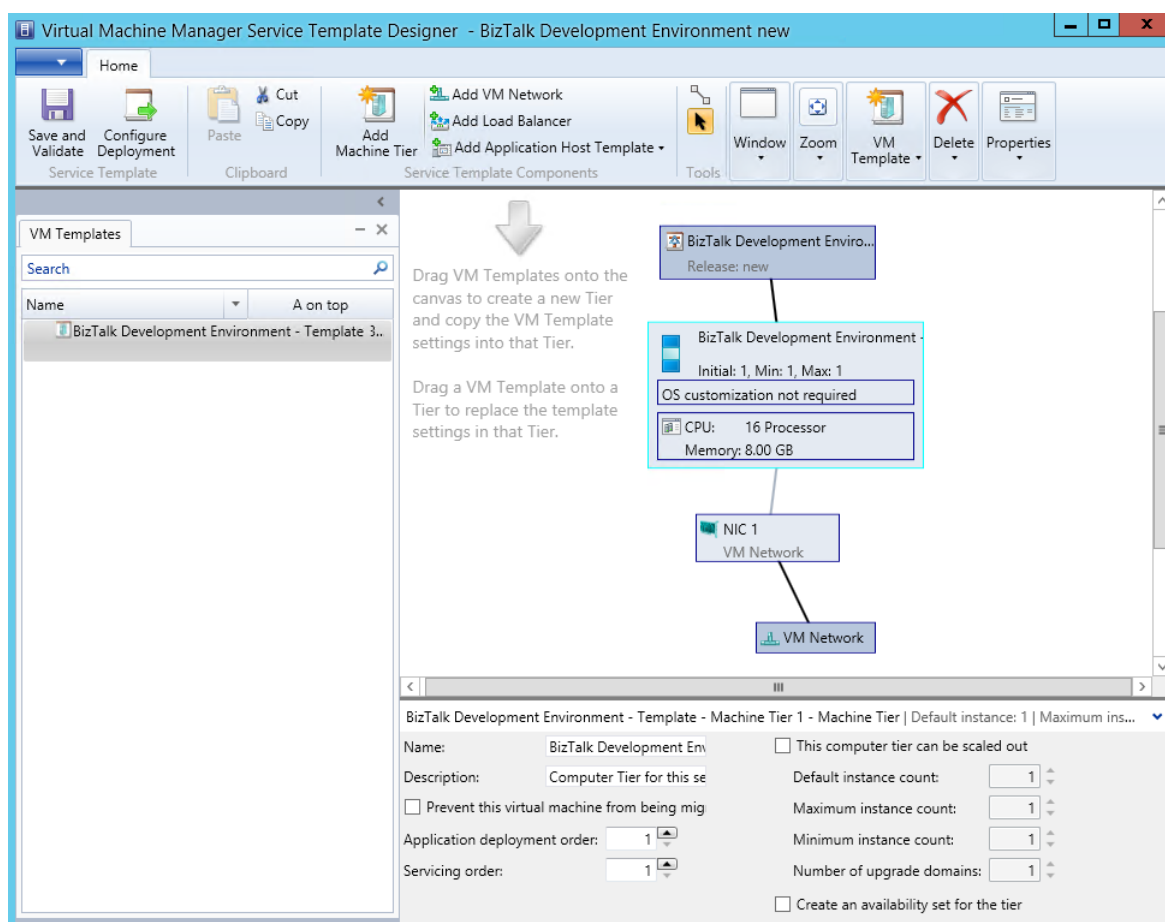 Virtual Machine Manager Service Template Designer - BizTalk Development Environment new
Home
Save and Validate
Configure Deployment
Service Template
Paste
Cut
Copy
Clipboard
Add Machine Tier
Add VM Network
Add Load Balancer
Add Application Host Template
Service Template Components
Tools
Window
Zoom
VM Template
Delete
Properties
VM Templates
Search
Name
A on top
BizTalk Development Environment - Template 3..
Drag VM Templates onto the
canvas to create a new Tier
and copy the VM Template
settings into that Tier.
Drag a VM Template onto a
Tier to replace the template
settings in that Tier.
BizTalk Development Enviro...
Release: new
BizTalk Development Environment -
Initial: 1, Min: 1, Max: 1
OS customization not required
CPU: 16 Processor
Memory: 8.00 GB
NIC 1
VM Network
VM Network
BizTalk Development Environment - Template - Machine Tier 1 - Machine Tier | Default instance: 1 | Maximum ins...
Name: BizTalk Development Env
Description: Computer Tier for this se
Prevent this virtual machine from being mig
Application deployment order: 1
Servicing order: 1
This computer tier can be scaled out
Default instance count: 1
Maximum instance count: 1
Minimum instance count: 1
Number of upgrade domains: 1
Create an availability set for the tier